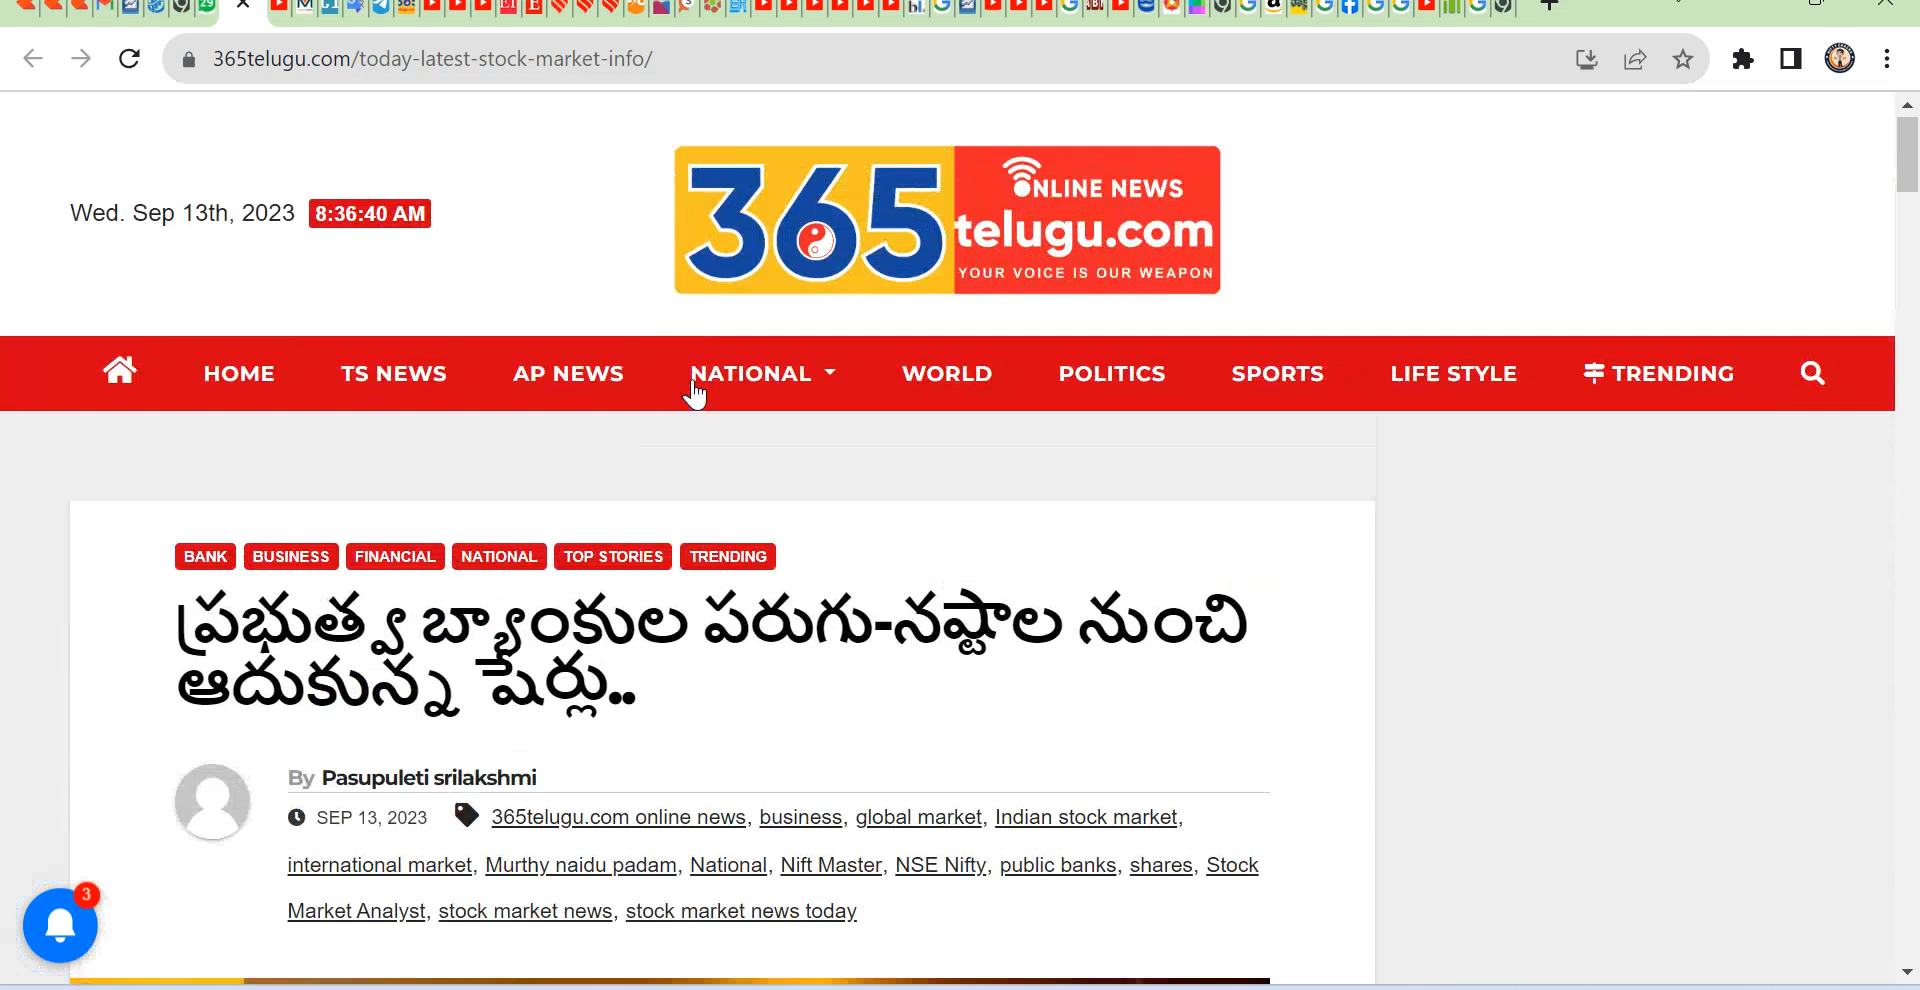 365telugu.com/today-latest-stock-market-info/
Wed. Sep 13th, 2023 8:36:40 AM
365 ONLINE NEWS
telugu.com
YOUR VOICE IS OUR WEAPON
HOME TS NEWS AP NEWS NATIONAL WORLD POLITICS SPORTS LIFE STYLE TRENDING
BANK BUSINESS FINANCIAL NATIONAL TOP STORIES TRENDING
ప్రభుత్వ బ్యాంకుల పరుగు-నష్టాల నుంచి
ఆదుకున్న షేర్లు..
By Pasupuleti srilakshmi
SEP 13, 2023 365telugu.com online news, business, global market, Indian stock market,
international market, Murthy naidu padam, National, Nift Master, NSE Nifty, public banks, shares, Stock
Market Analyst, stock market news, stock market news today
3